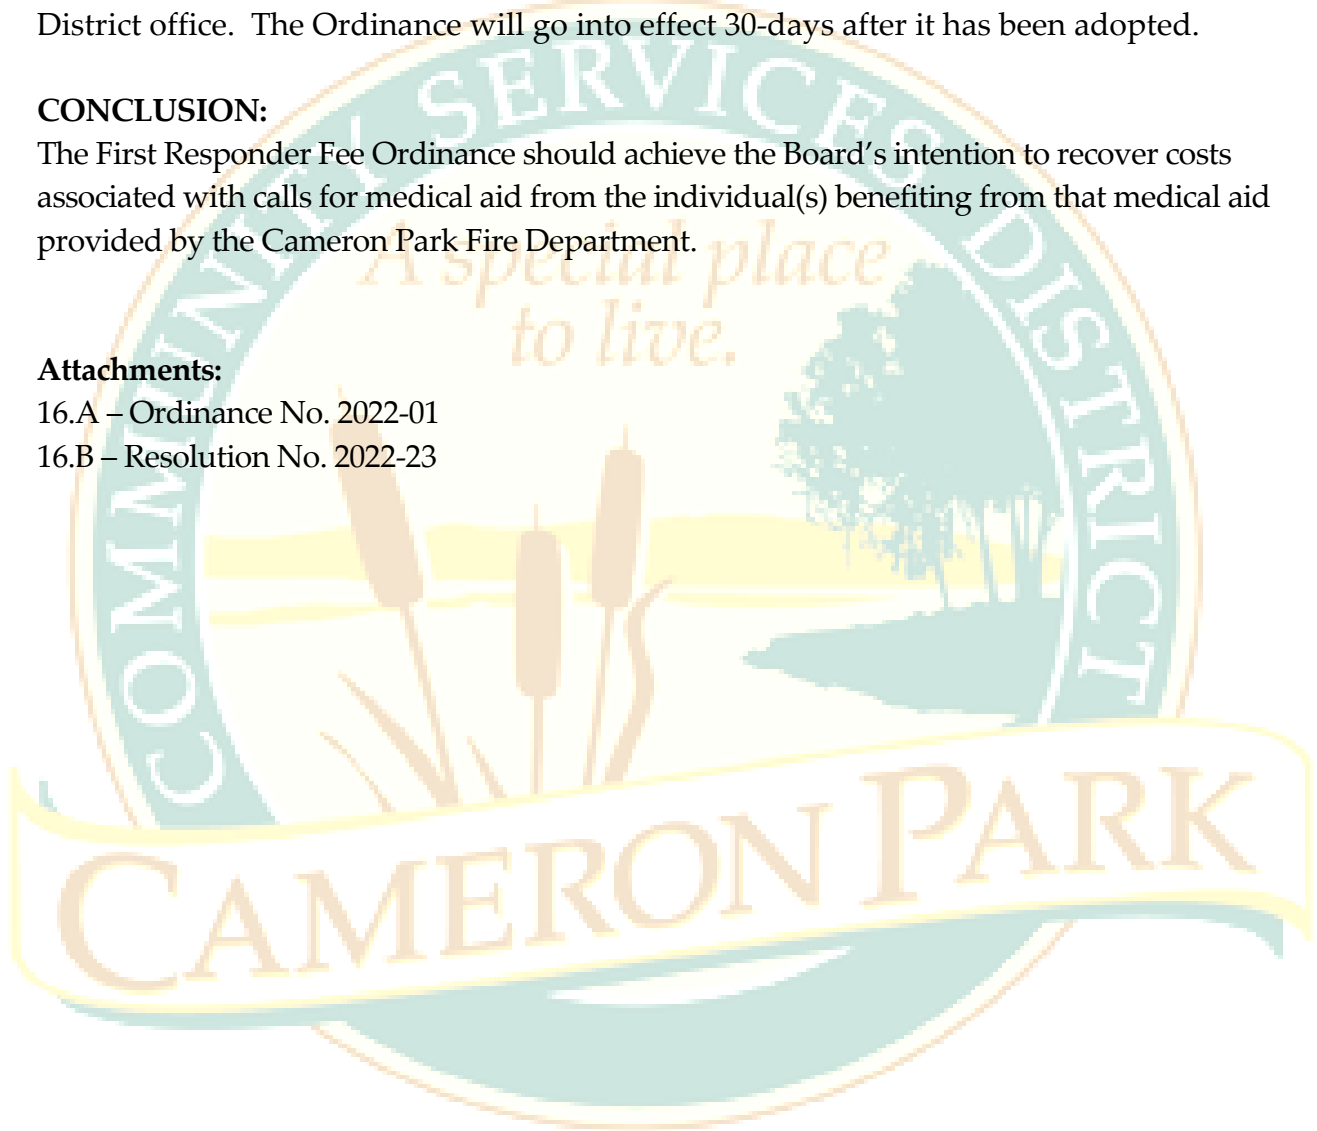 District office.  The Ordinance will go into effect 30-days after it has been adopted.
CONCLUSION:
The First Responder Fee Ordinance should achieve the Board’s intention to recover costs
associated with calls for medical aid from the individual(s) benefiting from that medical aid
provided by the Cameron Park Fire Department.
Attachments:
16.A – Ordinance No. 2022-01
16.B – Resolution No. 2022-23
COMMUNITY SERVICES DISTRICT
A special place
to live.
CAMERON PARK